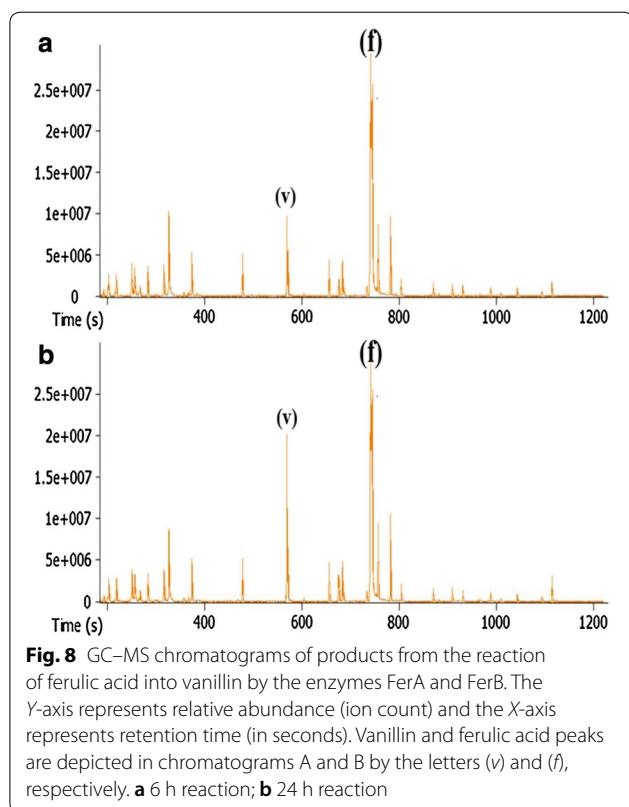 a
(f)
2.5e+007
2e+007
1.5e+007
(v)
1e+007
5e+006
0
Time (s)
400
600
800
1000
1200
b
(f)
2.5e+007
(v)
2e+007
1.5e+007
1e+007
5e+006
0
Time (s)
400
600
800
1000
1200
Fig. 8 GC–MS chromatograms of products from the reaction
of ferulic acid into vanillin by the enzymes FerA and FerB. The
Y-axis represents relative abundance (ion count) and the X-axis
represents retention time (in seconds). Vanillin and ferulic acid peaks
are depicted in chromatograms A and B by the letters (v) and (f),
respectively. a 6 h reaction; b 24 h reaction